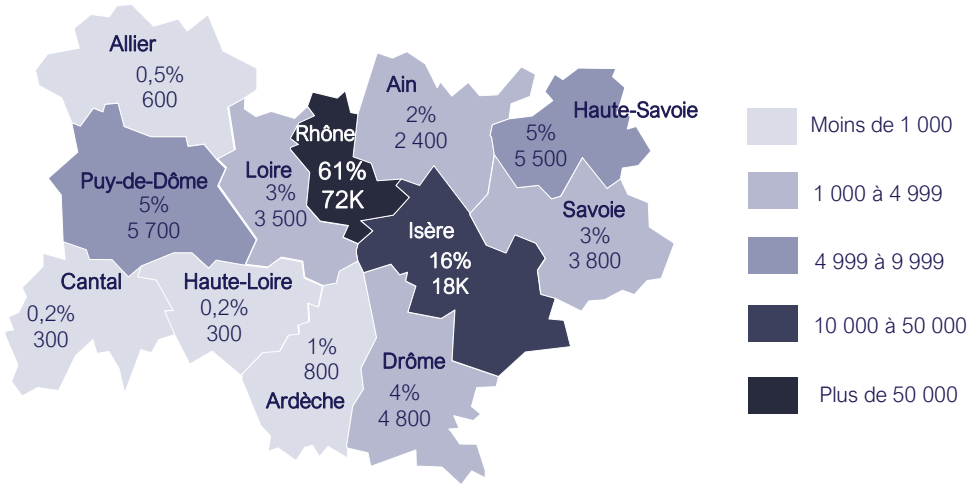 Allier
0,5%
600
Ain
2%
2 400
Haute-Savoie
5%
5 500
Rhône
61%
72K
Loire
3%
3 500
Puy-de-Dôme
5%
5 700
Savoie
3%
3 800
Isère
16%
18K
Cantal
0,2%
300
Haute-Loire
0,2%
300
1%
800
Ardèche
Drôme
4%
4 800
Moins de 1 000
1 000 à 4 999
4 999 à 9 999
10 000 à 50 000
Plus de 50 000